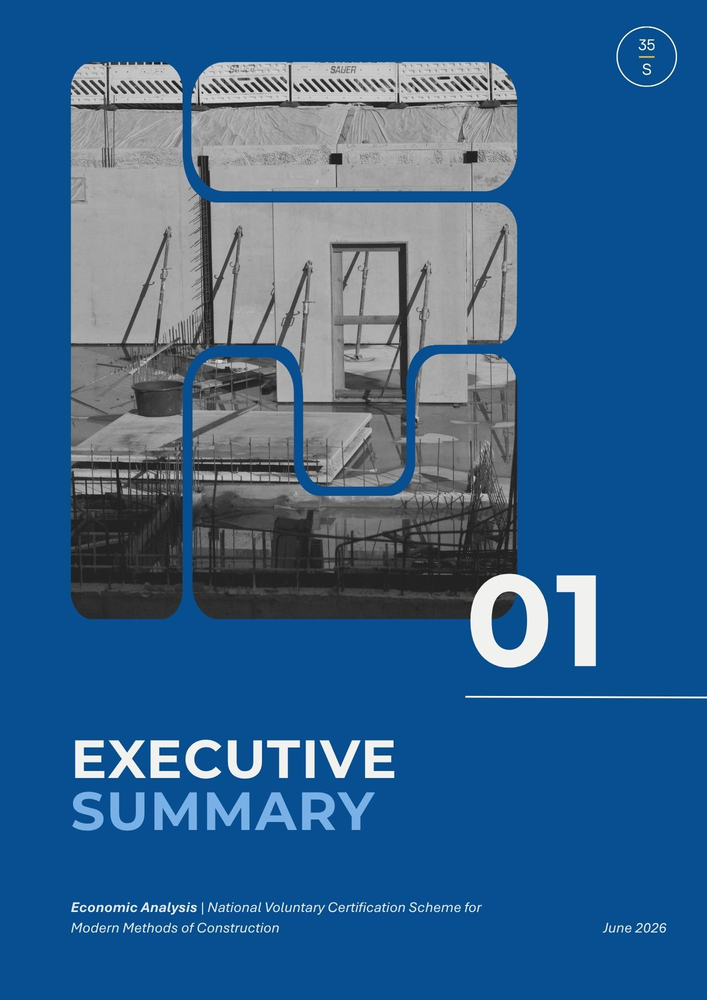 35
S
SAUER
SAUER
SAUER
01
EXECUTIVE
SUMMARY
Economic Analysis | National Voluntary Certification Scheme for
Modern Methods of Construction
June 2026